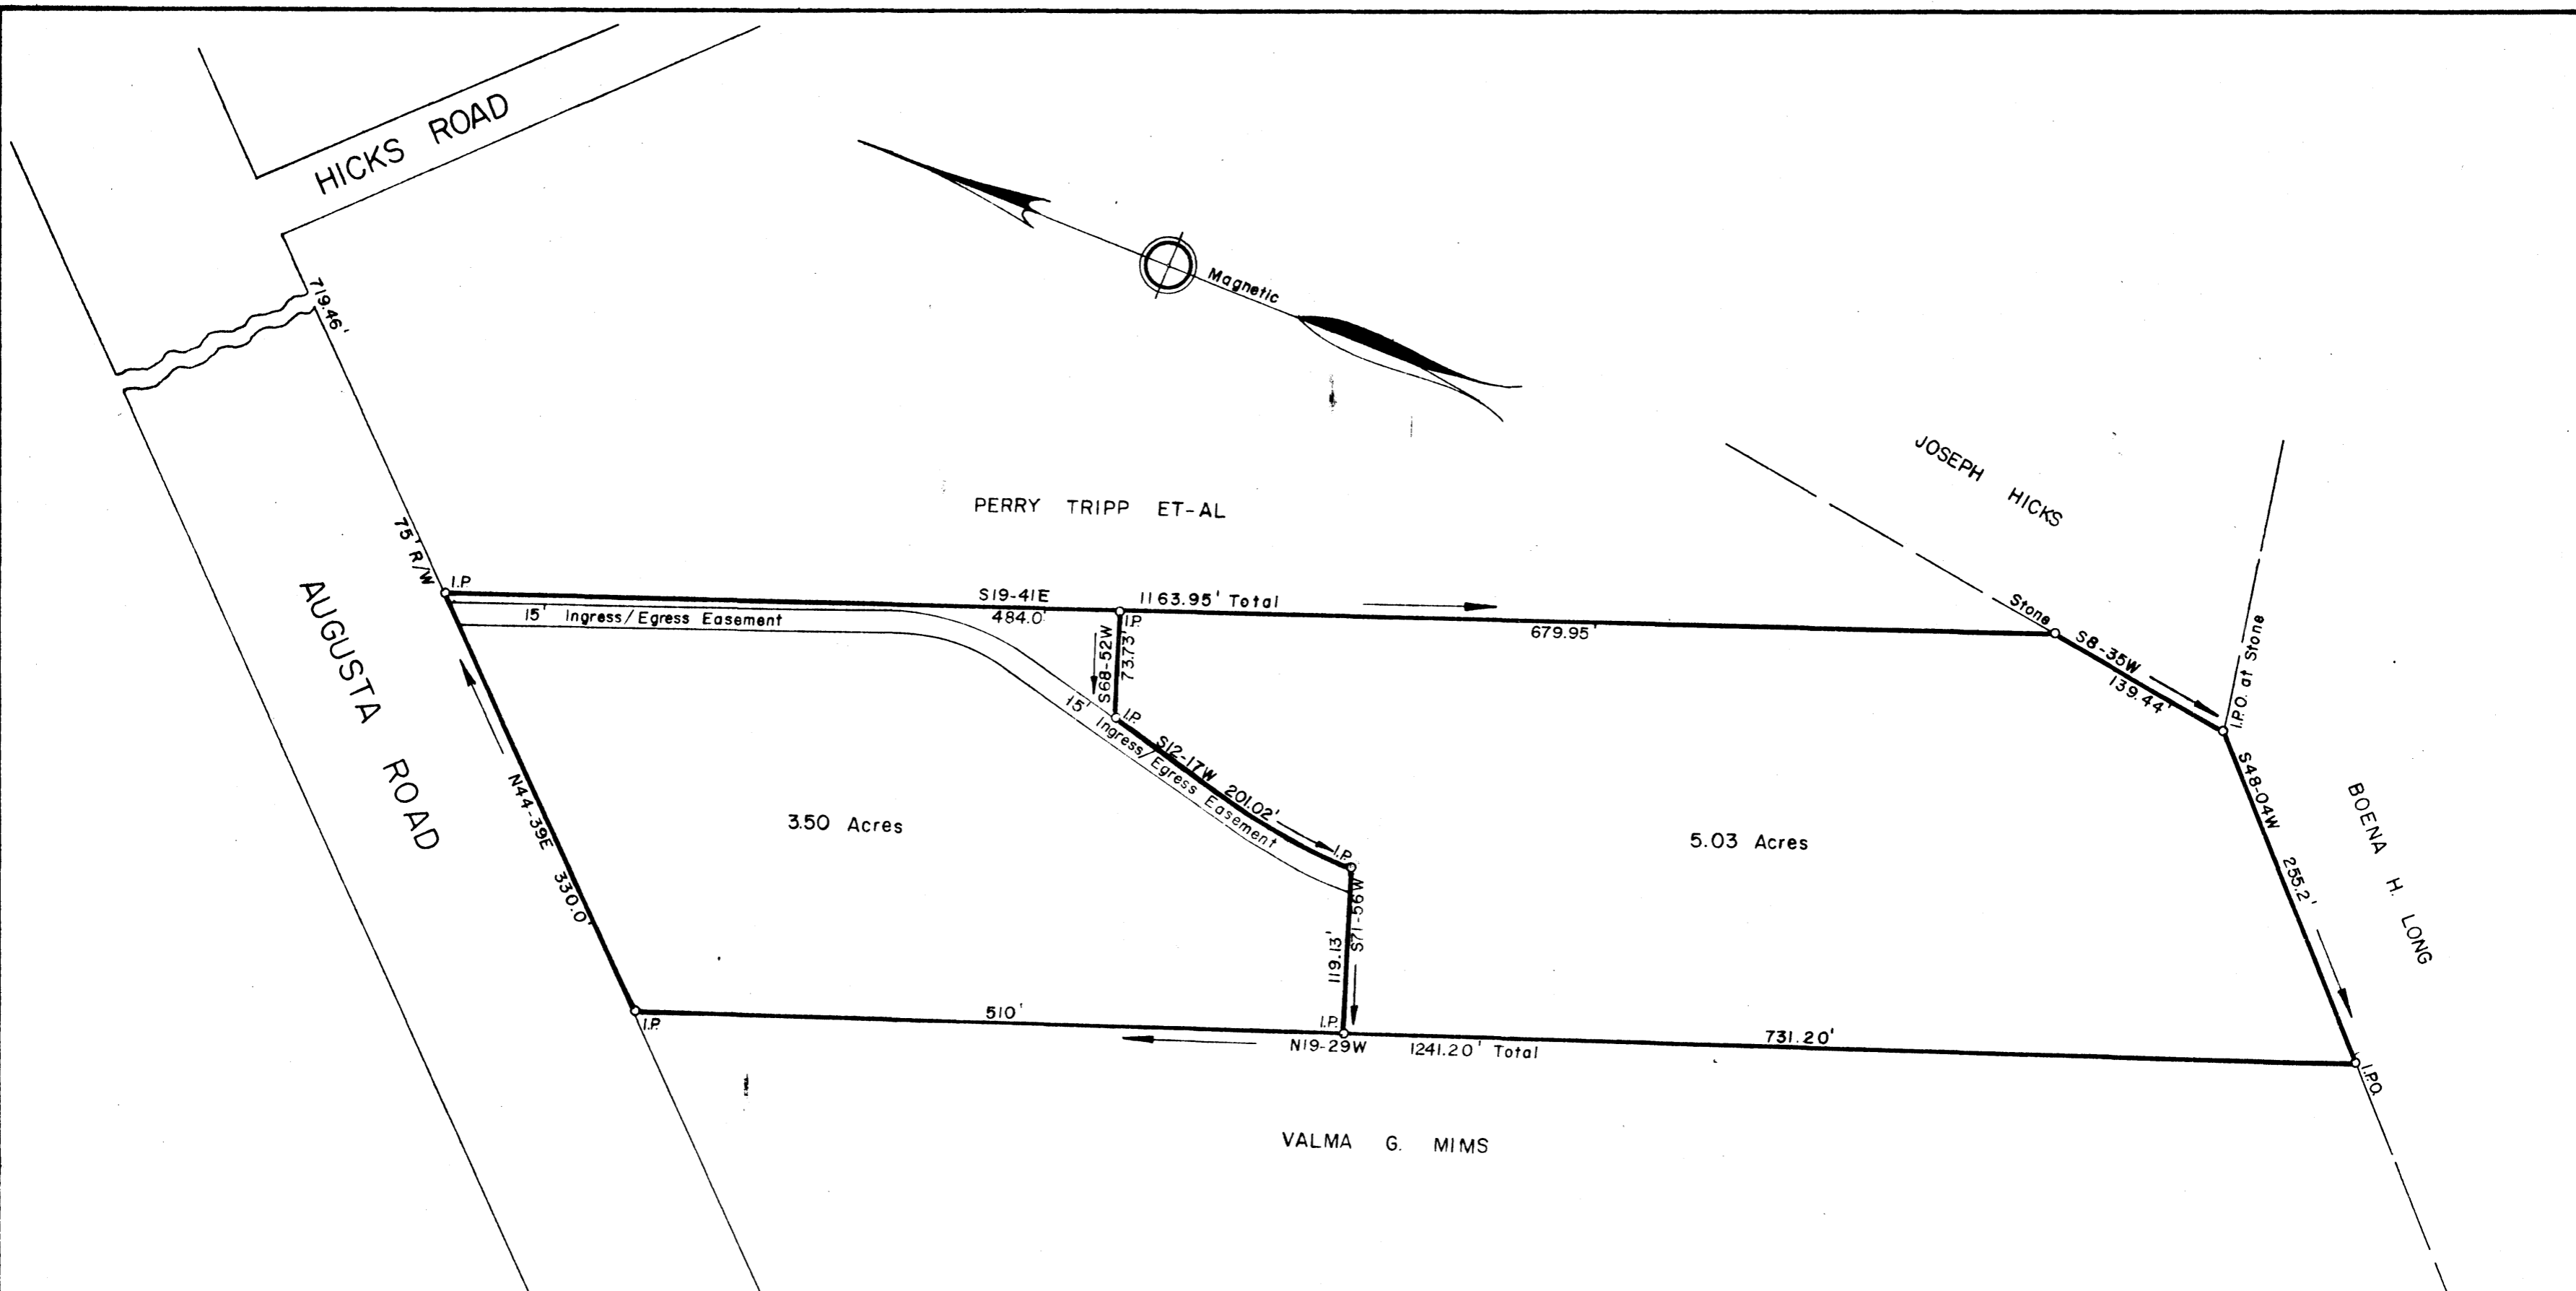 HICKS ROAD
719.46'
Magnetic
JOSEPH HICKS
PERRY TRIPP ET-AL
75' R/W
I.P.
S19-41E
1163.95' Total
484.0'
679.95'
15' Ingress/Egress Easement
I.P.
S68-52W
73.73'
Stone
S8-35W
139.44'
I.P.O. at Stone
AUGUSTA ROAD
I.P.
15' Ingress/Egress Easement
S12-17W 201.02'
I.P.
N44-39E 330.0'
3.50 Acres
5.03 Acres
S48-04W 255.2'
BOENA H. LONG
S71-56W
119.13'
I.P.
510'
I.P.
N19-29W 1241.20' Total
731.20'
I.P.O.
VALMA G. MIMS